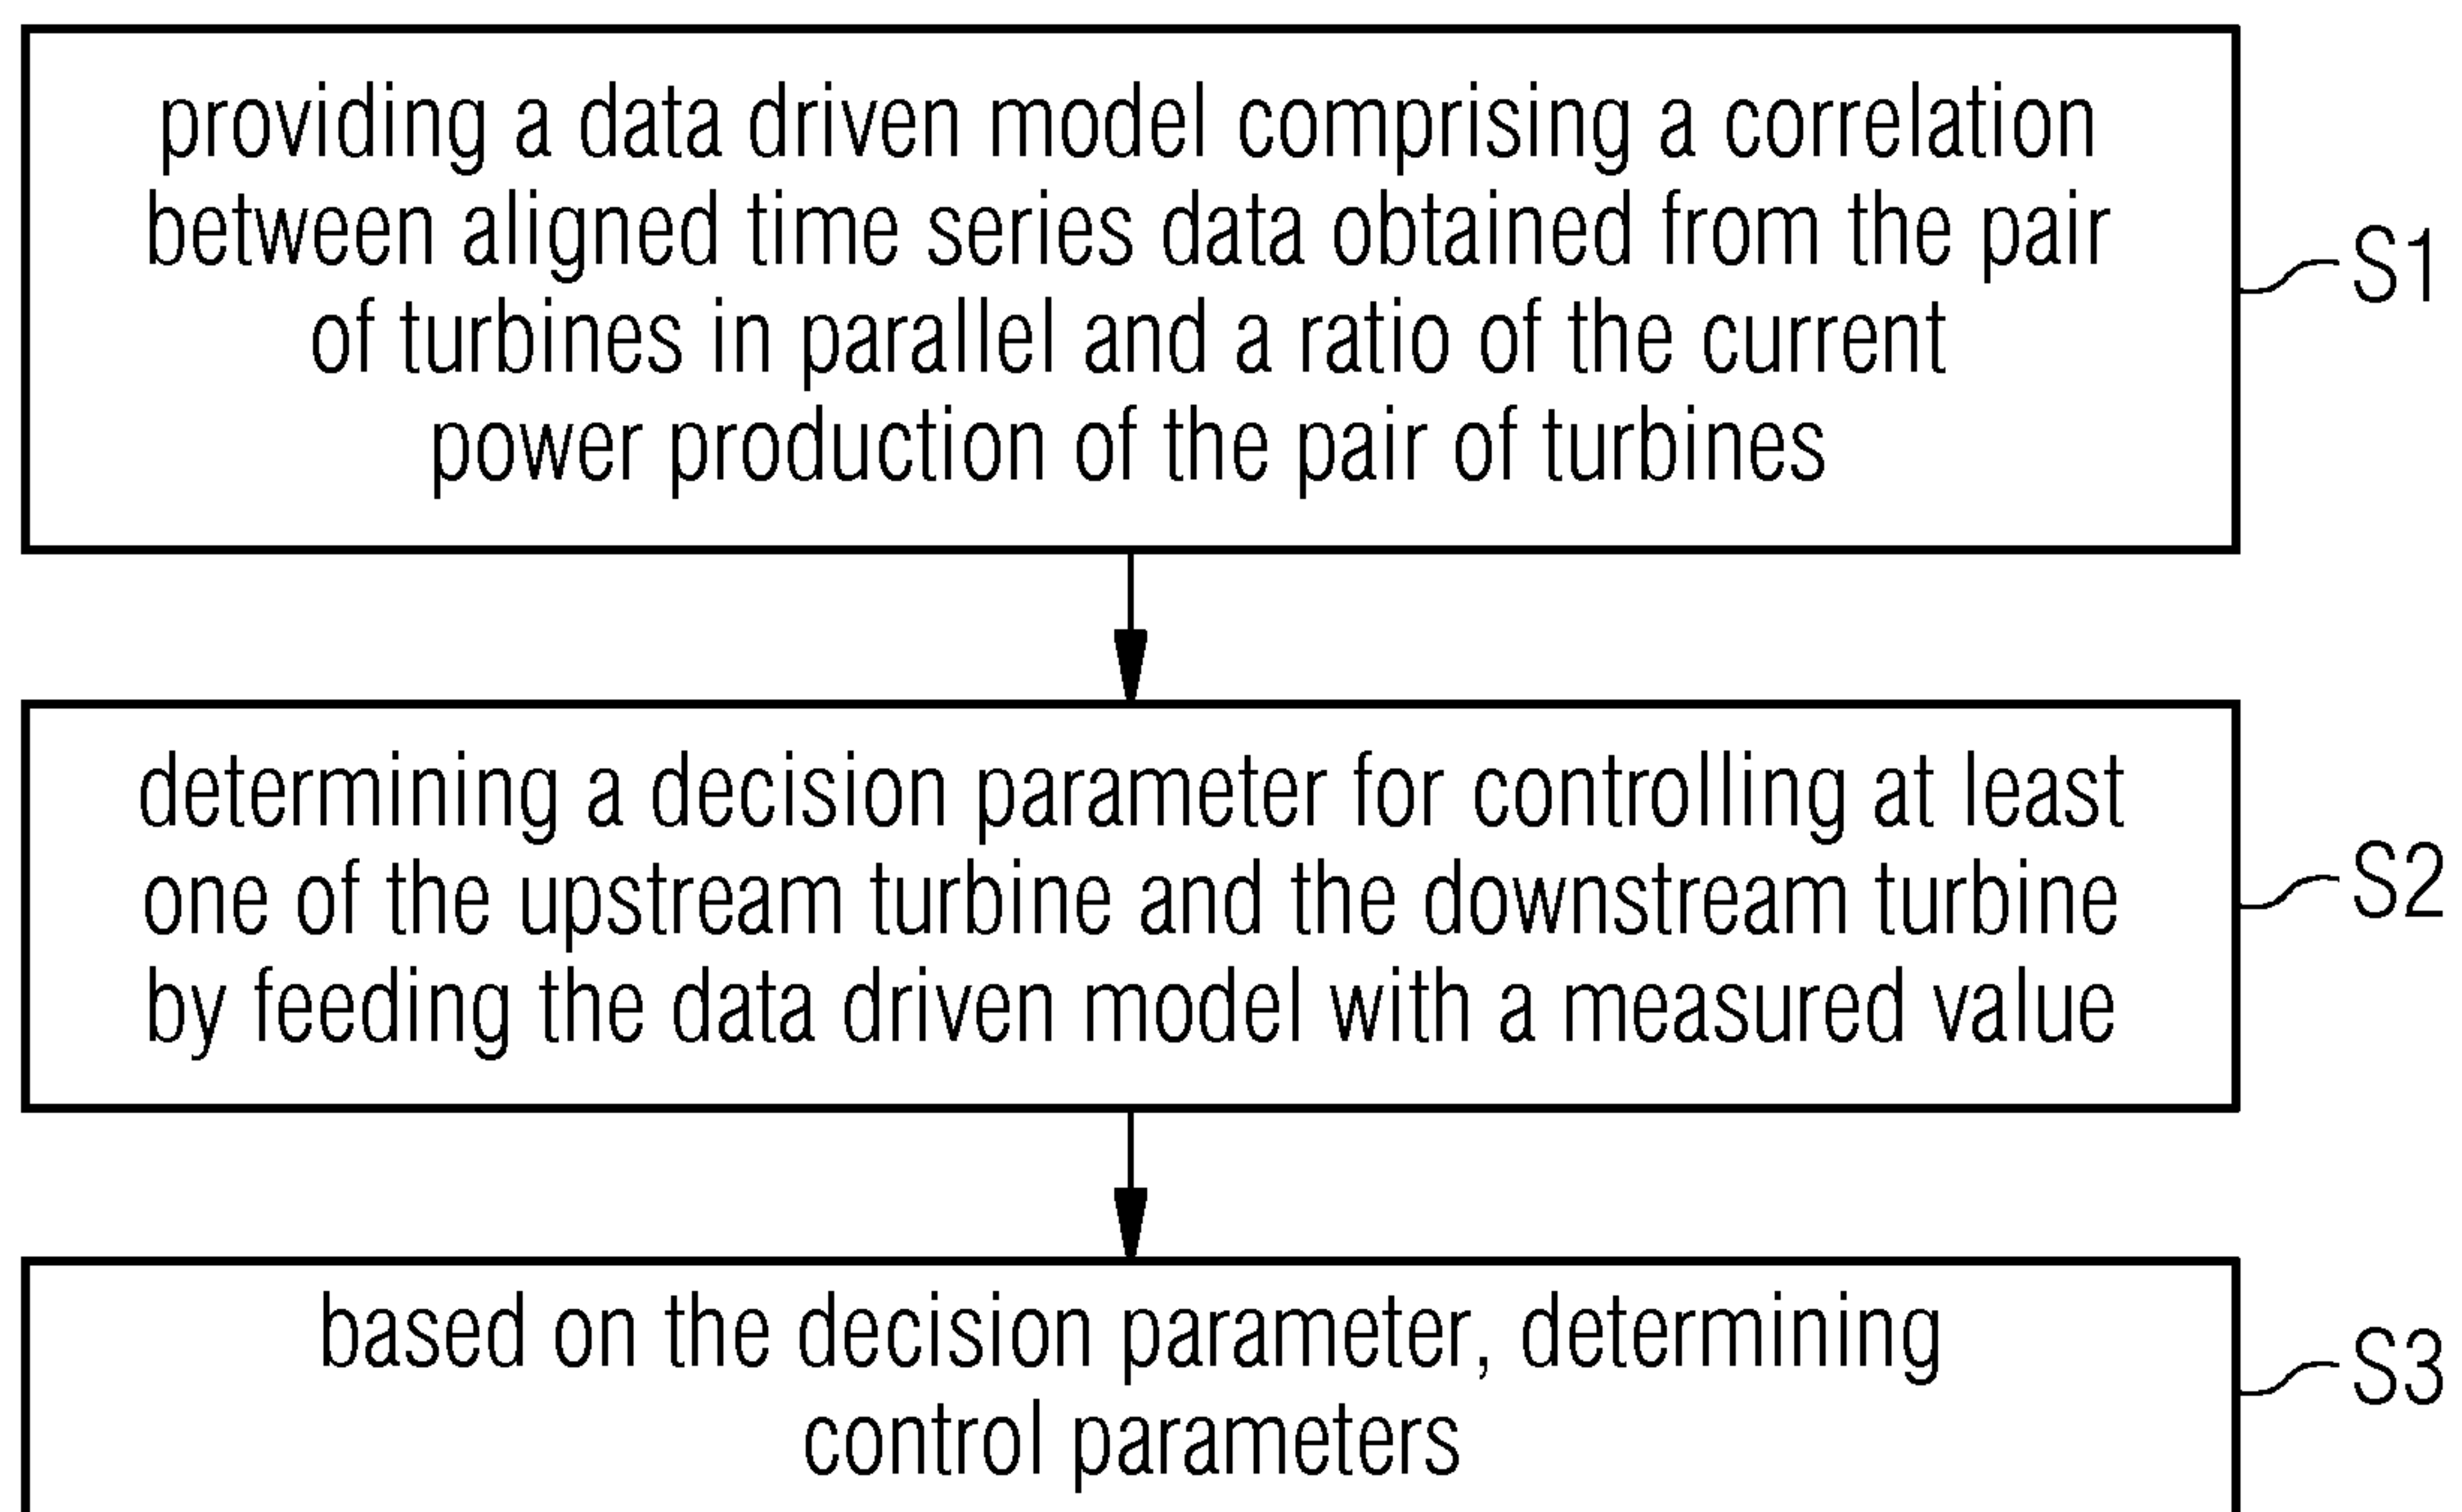 providing a data driven model comprising a correlation
between aligned time series data obtained from the pair
of turbines in parallel and a ratio of the current
power production of the pair of turbines
S1
determining a decision parameter for controlling at least
one of the upstream turbine and the downstream turbine
by feeding the data driven model with a measured value
S2
based on the decision parameter, determining
control parameters
S3